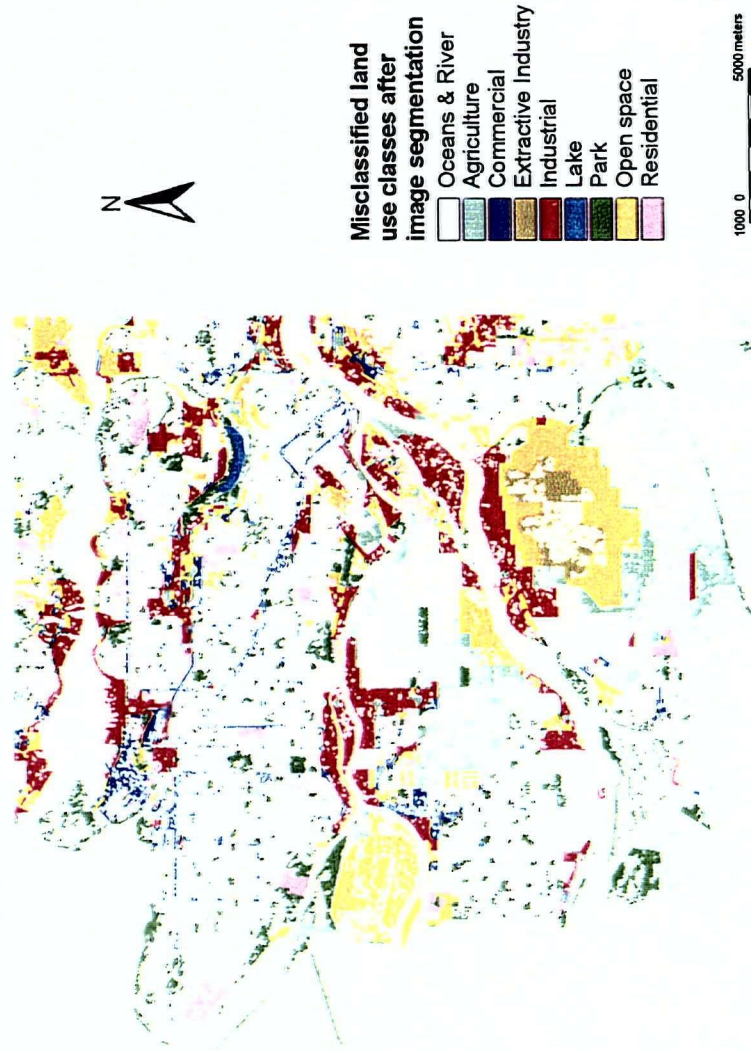 N
Misclassified land
use classes after
image segmentation
Oceans & River
Agriculture
Commercial
Extractive Industry
Industrial
Lake
Park
Open space
Residential
1000 0 5000 meters